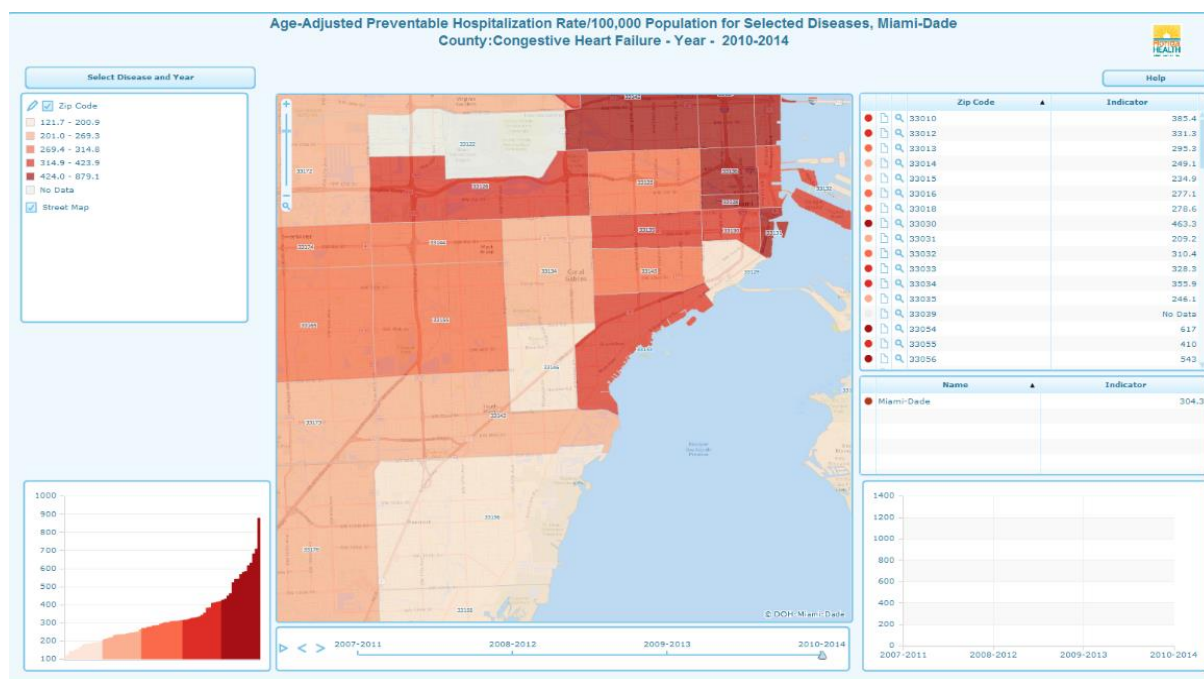 Age-Adjusted Preventable Hospitalization Rate/100,000 Population for Selected Diseases, Miami-Dade
County:Congestive Heart Failure - Year - 2010-2014
HEALTH
Select Disease and Year
Help
Zip Code
121.7 - 200.9
201.0 - 269.3
269.4 - 314.8
314.9 - 423.9
424.0 - 879.1
No Data
Street Map
33122
33172
33134
33146
33156
© DOH-Miami-Dade
Zip Code Indicator
33010 385.4
33012 331.3
33013 295.3
33014 249.1
33015 224.9
33016 277.1
33018 278.6
33030 463.3
33031 209.2
33032 310.4
33033 328.3
33034 355.9
33035 246.1
33039 No Data
33054 617
33055 410
33056 543
Name Indicator
Miami-Dade 304.3
1000
900
800
700
600
500
400
300
200
100
2007-2011 2008-2012 2009-2013 2010-2014
1400
1200
1000
800
600
400
200
0
2007-2011 2008-2012 2009-2013 2010-2014